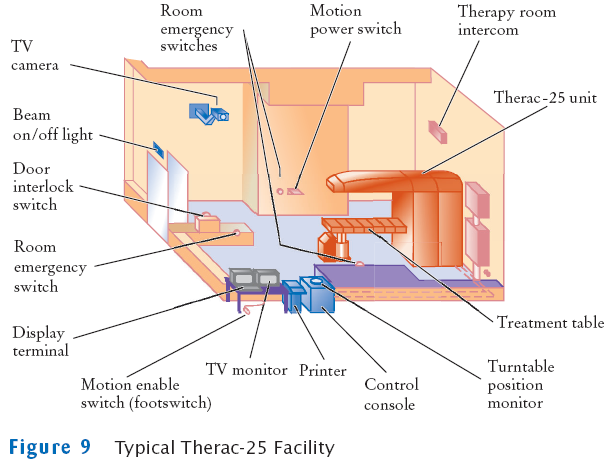 Room
emergency
switches
Motion
power switch
Therapy room
intercom
TV
camera
Therac-25 unit
Beam
on/off light
Door
interlock
switch
Room
emergency
switch
Display
terminal
Treatment table
TV monitor
Printer
Turntable
position
monitor
Motion enable
switch (footswitch)
Control
console
Figure 9 Typical Therac-25 Facility